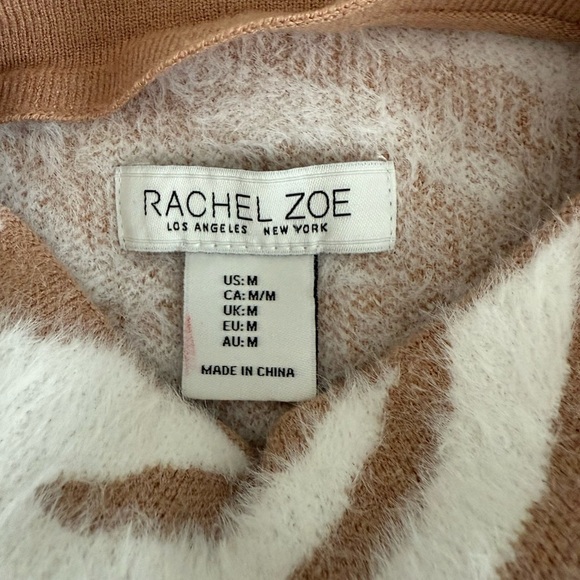 RACHEL ZOE
LOS ANGELES NEW YORK
US: M
CA: M/M
UK: M
EU: M
AU: M
MADE IN CHINA